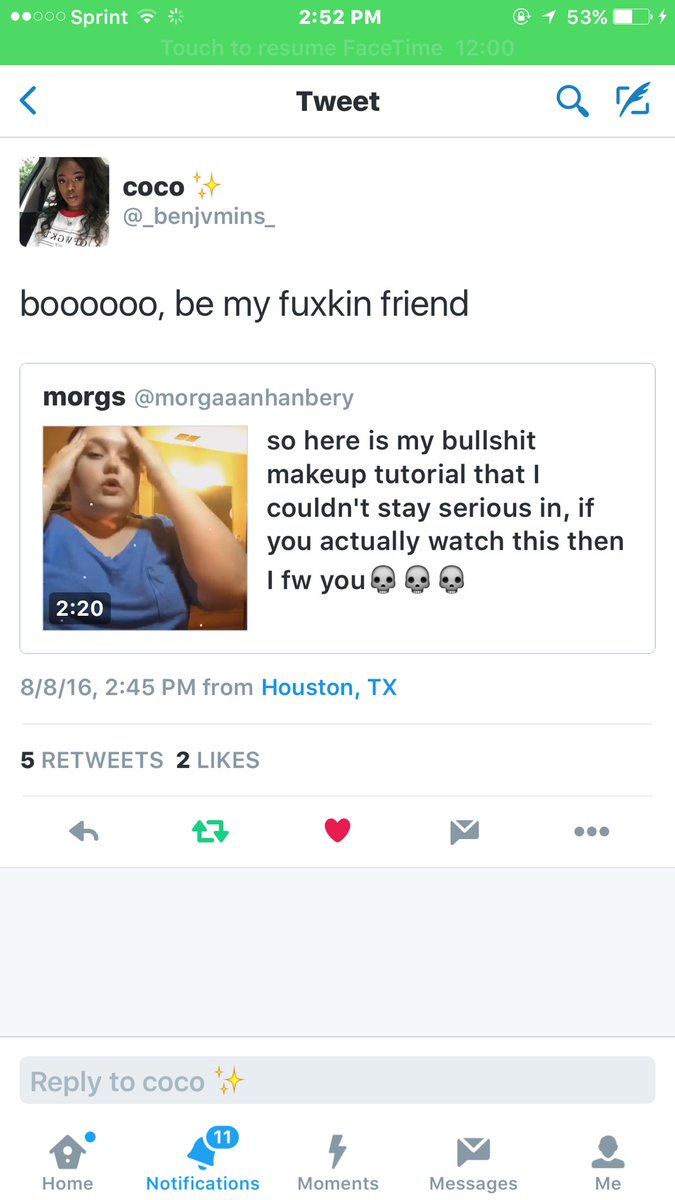 Sprint 2:52 PM 53%
Touch to resume FaceTime 12:00
Tweet
coco ✨
@_benjvmins_
boooooo, be my fuxkin friend
morgs @morgaaanhanbery
so here is my bullshit
makeup tutorial that I
couldn't stay serious in, if
you actually watch this then
I fw you💀💀💀
2:20
8/8/16, 2:45 PM from Houston, TX
5 RETWEETS 2 LIKES
Reply to coco ✨
11
Home Notifications Moments Messages Me